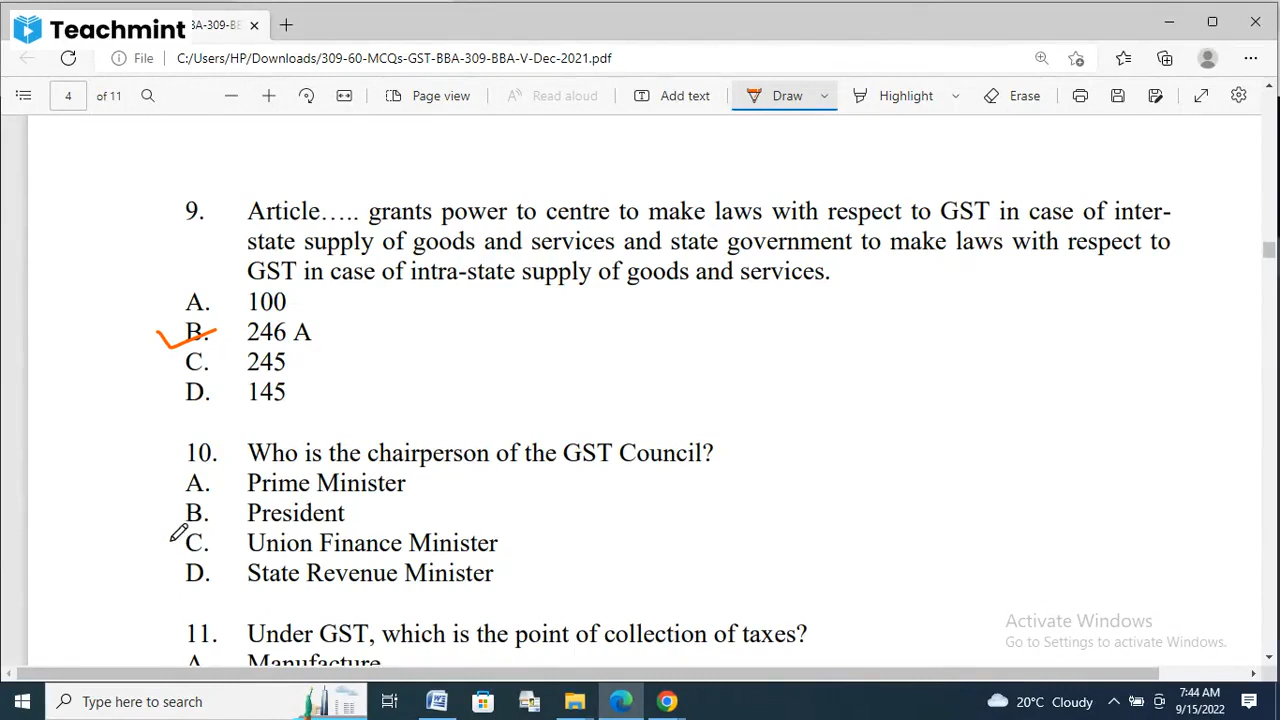 Teachmint
BA-309-BB
File
C:/Users/HP/Downloads/309-60-MCQs-GST-BBA-309-BBA-V-Dec-2021.pdf
4 of 11
Page view
Read aloud
Add text
Draw
Highlight
Erase
9. Article….. grants power to centre to make laws with respect to GST in case of inter-
state supply of goods and services and state government to make laws with respect to
GST in case of intra-state supply of goods and services.
A. 100
B. 246 A
C. 245
D. 145
10. Who is the chairperson of the GST Council?
A. Prime Minister
B. President
C. Union Finance Minister
D. State Revenue Minister
11. Under GST, which is the point of collection of taxes?
A. Manufacture
Activate Windows
Go to Settings to activate Windows.
Type here to search
20°C Cloudy
7:44 AM
9/15/2022